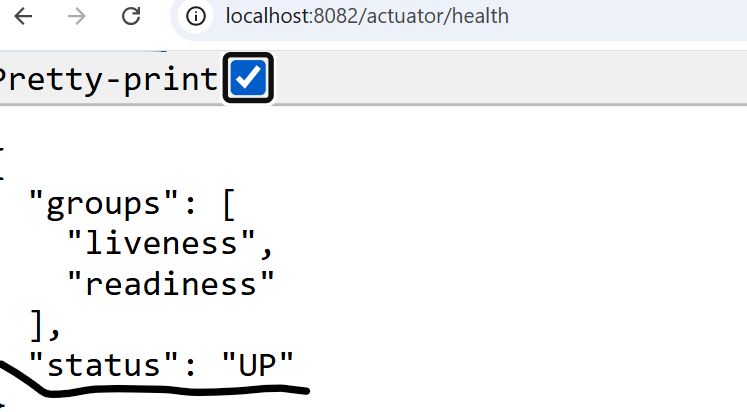 localhost:8082/actuator/health
Pretty-print
{
"groups": [
"liveness",
"readiness"
],
"status": "UP"